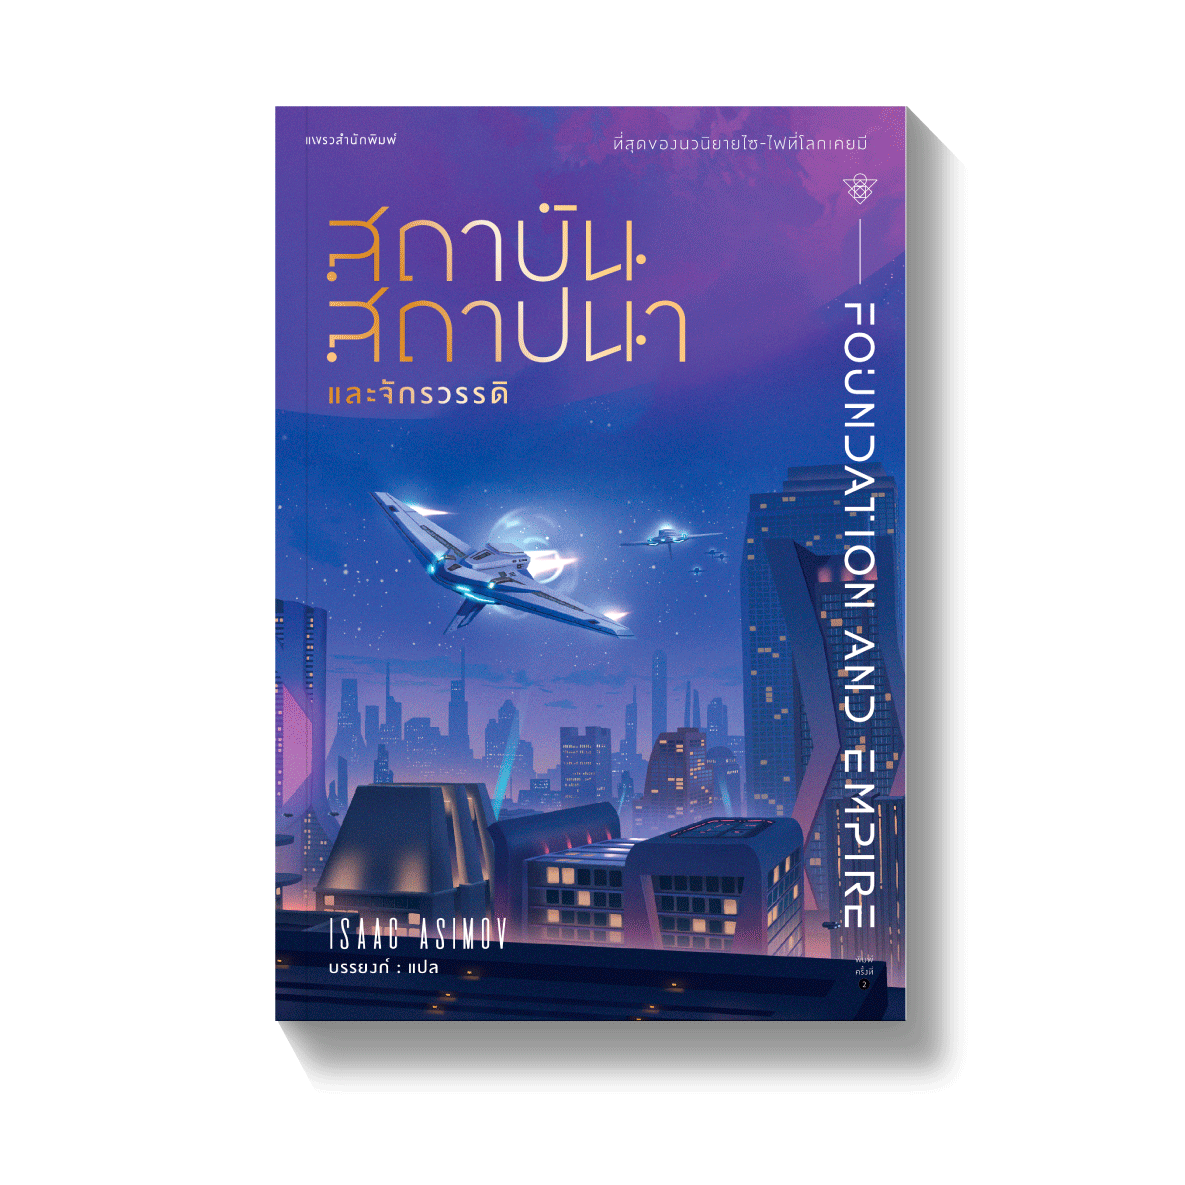 แพรวสำนักพิมพ์
ที่สุดของนวนิยายไซ-ไฟที่โลกเคยมี
สถาบัน
สถาปนา
และจักรวรรดิ
FOUNDATION AND EMPIRE
ISAAC ASIMOV
บรรยงก์ : แปล
พิมพ์
ครั้งที่
2